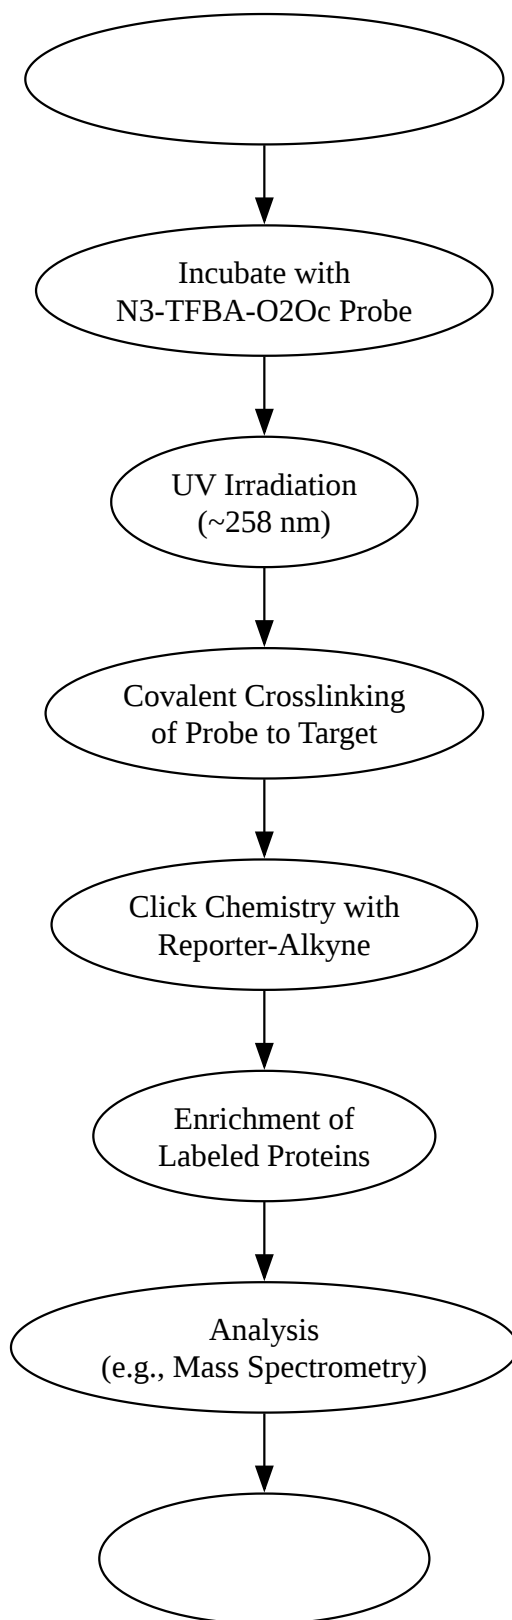 Incubate with
N3-TFBA-O2Oc Probe
UV Irradiation
(~258 nm)
Covalent Crosslinking
of Probe to Target
Click Chemistry with
Reporter-Alkyne
Enrichment of
Labeled Proteins
Analysis
(e.g., Mass Spectrometry)